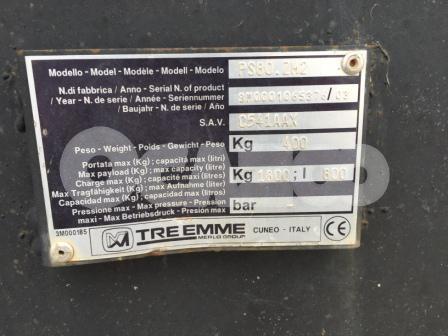 Modello - Model - Modèle - Modell - Modelo
N.di fabbrica / Anno - Serial N. of product
/ Year - N. de serie / Année - Seriennummer
/ Baujahr - N. de Serie / Año
S.A.V. C541AAX
Peso - Weight - Poids - Gewicht - Peso Kg 400
Portata max (Kg) ; capacità max (litri)
Max payload (Kg) ; max capacity (litres)
Charge max (Kg) ; capacité maxi (litres) Kg 1800 ; l 800
Max Tragfähigkeit (Kg) ; max Aufnahme (liter)
Capacidad max (Kg) ; capacidad max (litros)
Pressione max - Max pressure - Pression
maxi - Max Betriebsdruck - Presion max bar -
3M000185
TRE EMME
MERLO GROUP
CUNEO - ITALY
CE